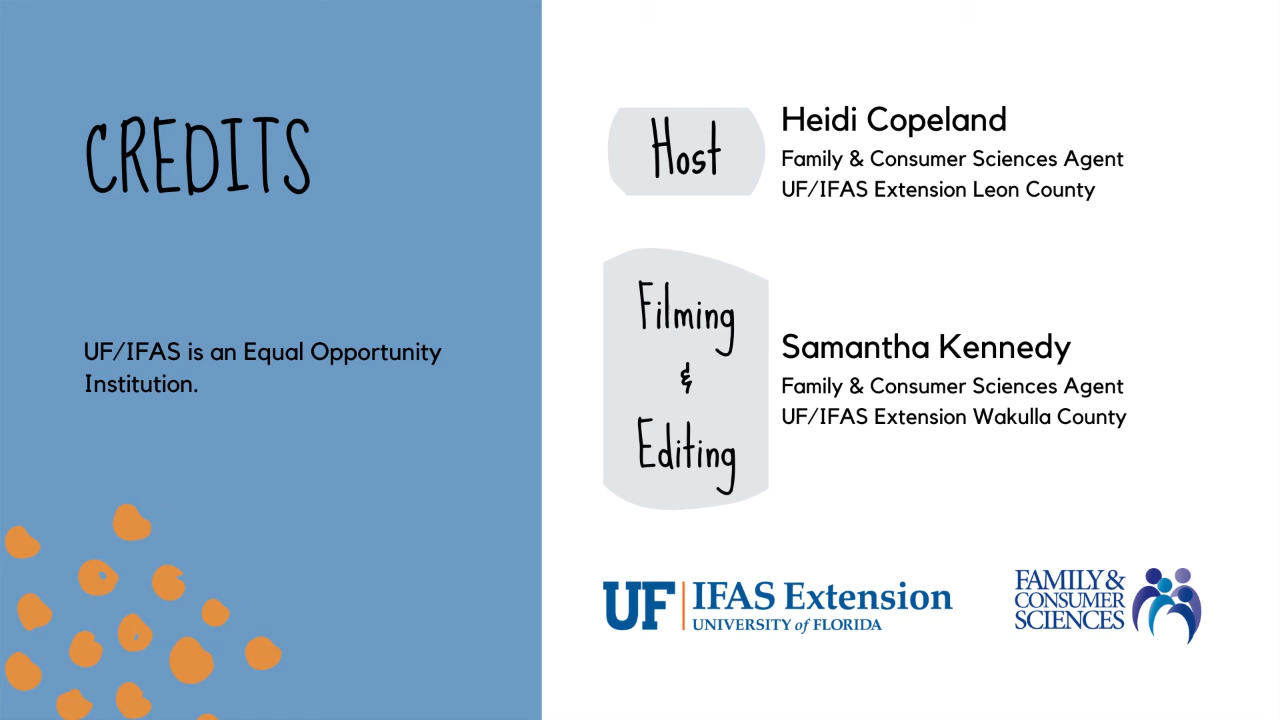 CREDITS
UF/IFAS is an Equal Opportunity
Institution.
Host
Heidi Copeland
Family & Consumer Sciences Agent
UF/IFAS Extension Leon County
Filming
&
Editing
Samantha Kennedy
Family & Consumer Sciences Agent
UF/IFAS Extension Wakulla County
UF IFAS Extension
UNIVERSITY of FLORIDA
FAMILY &
CONSUMER
SCIENCES